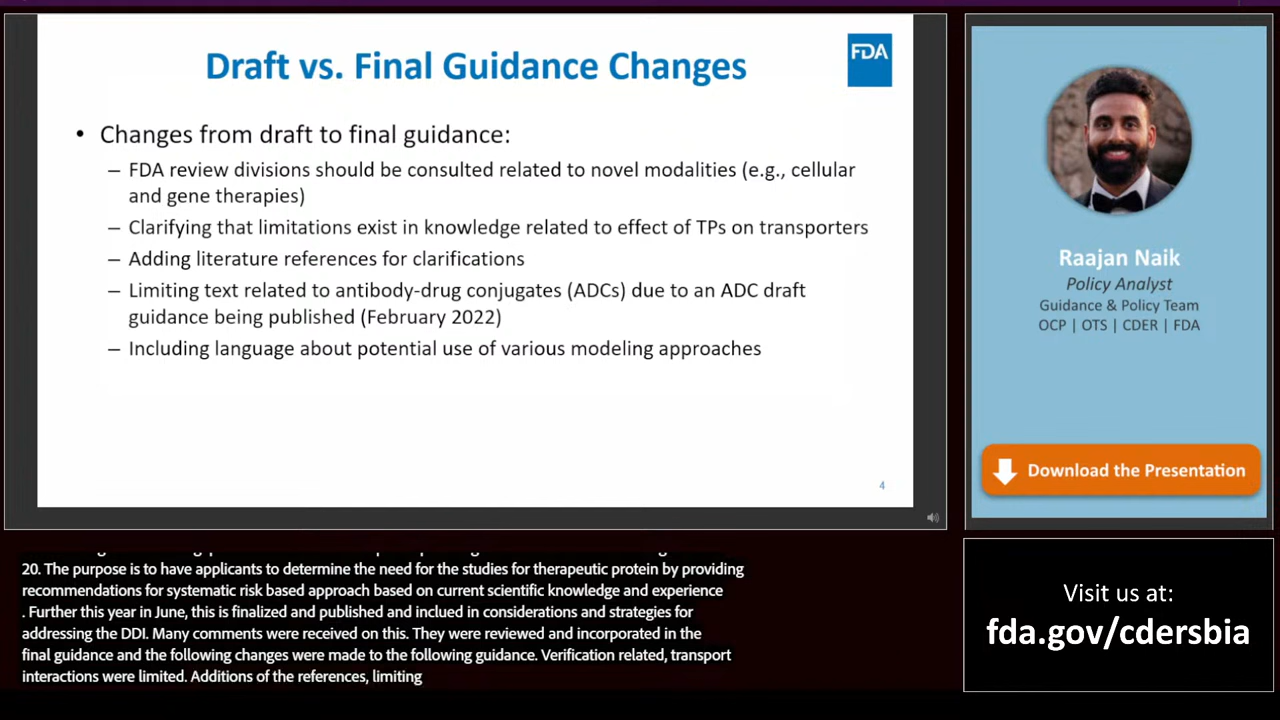 Draft vs. Final Guidance Changes
FDA
• Changes from draft to final guidance:
– FDA review divisions should be consulted related to novel modalities (e.g., cellular
and gene therapies)
– Clarifying that limitations exist in knowledge related to effect of TPs on transporters
– Adding literature references for clarifications
– Limiting text related to antibody-drug conjugates (ADCs) due to an ADC draft
guidance being published (February 2022)
– Including language about potential use of various modeling approaches
4
Raajan Naik
Policy Analyst
Guidance & Policy Team
OCP | OTS | CDER | FDA
Download the Presentation
20. The purpose is to have applicants to determine the need for the studies for therapeutic protein by providing
recommendations for systematic risk based approach based on current scientific knowledge and experience
. Further this year in June, this is finalized and published and inclued in considerations and strategies for
addressing the DDI. Many comments were received on this. They were reviewed and incorporated in the
final guidance and the following changes were made to the following guidance. Verification related, transport
interactions were limited. Additions of the references, limiting
Visit us at:
fda.gov/cdersbia